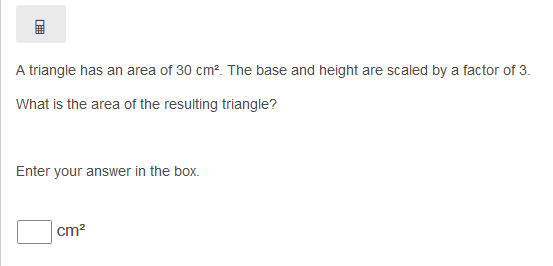 A triangle has an area of 30 cm². The base and height are scaled by a factor of 3.
What is the area of the resulting triangle?
Enter your answer in the box.
cm²